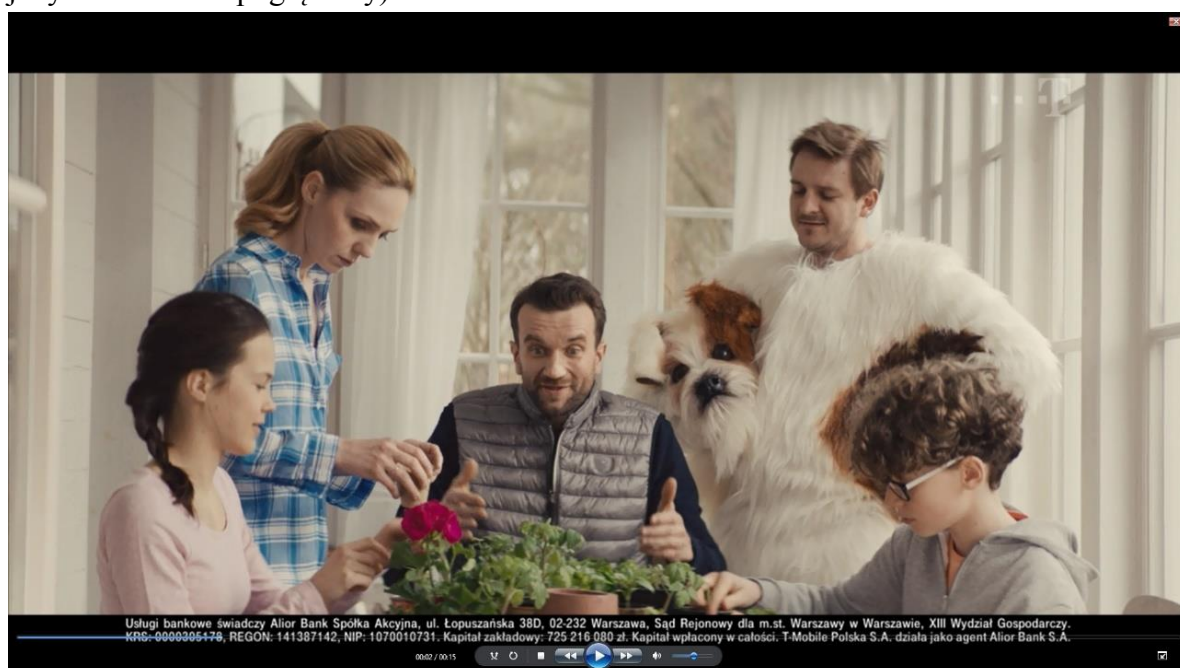 T
Usługi bankowe świadczy Alior Bank Spółka Akcyjna, ul. Łopuszańska 38D, 02-232 Warszawa, Sąd Rejonowy dla m.st. Warszawy w Warszawie, XIII Wydział Gospodarczy.
KRS: 0000305178, REGON: 141387142, NIP: 1070010731. Kapitał zakładowy: 725 216 080 zł. Kapitał wpłacony w całości. T-Mobile Polska S.A. działa jako agent Alior Bank S.A.
00:02 / 00:15